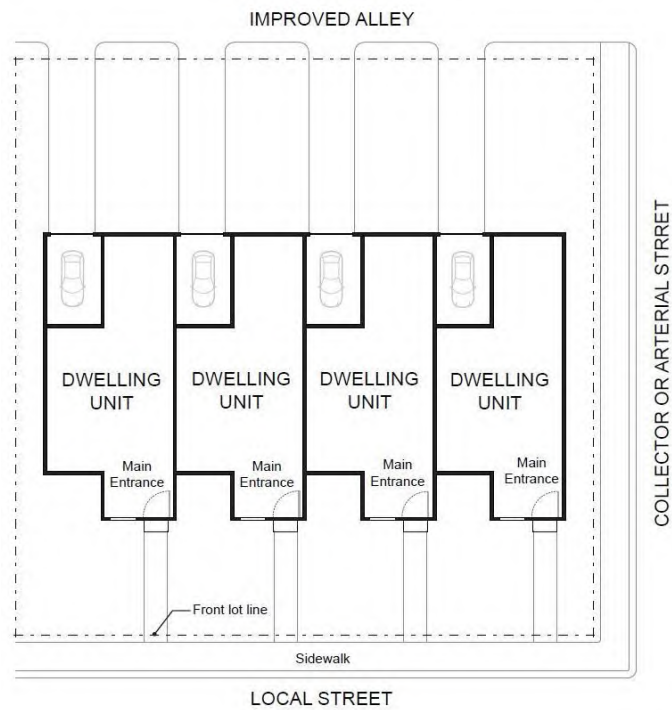 IMPROVED ALLEY
COLLECTOR OR ARTERIAL STRRET
DWELLING
UNIT
DWELLING
UNIT
DWELLING
UNIT
DWELLING
UNIT
Main
Entrance
Main
Entrance
Main
Entrance
Main
Entrance
Front lot line
Sidewalk
LOCAL STREET